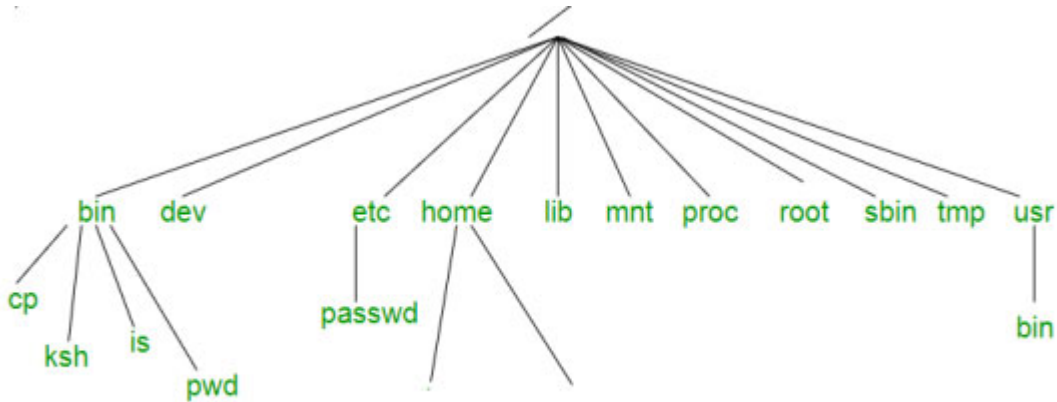 bin dev etc home lib mnt proc root sbin tmp usr
cp
passwd
bin
ksh
is
pwd